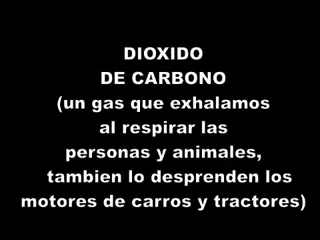 DIOXIDO
DE CARBONO
(un gas que exhalamos
al respirar las
personas y animales,
tambien lo desprenden los
motores de carros y tractores)